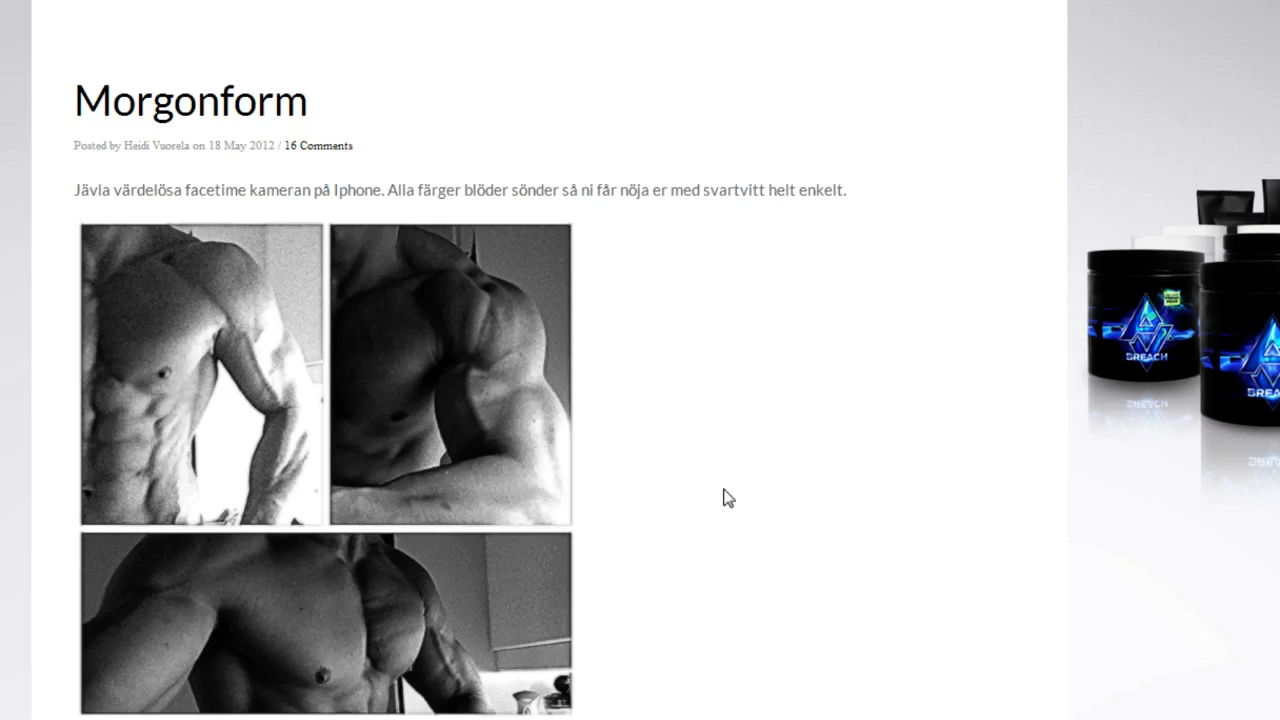 Morgonform
Posted by Heidi Vuorela on 18 May 2012 / 16 Comments
Jävla värdelösa facetime kameran på Iphone. Alla färger blöder sönder så ni får nöja er med svartvitt helt enkelt.
BREACH